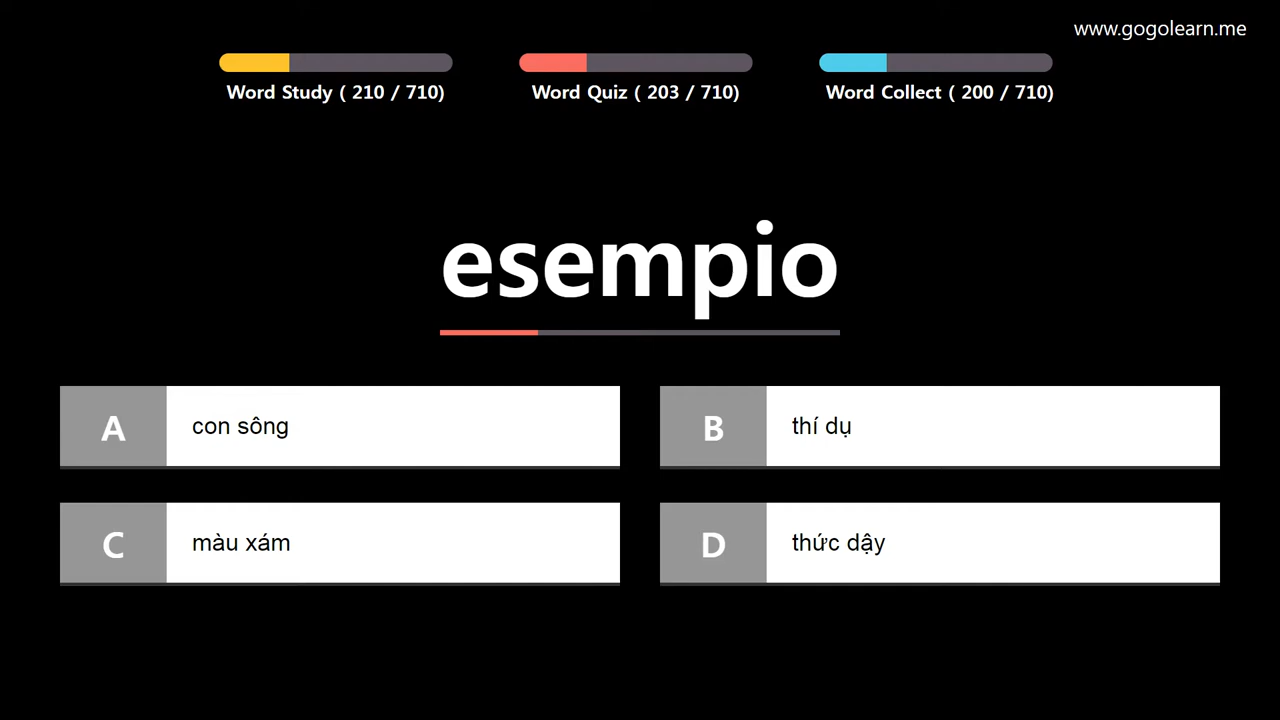 www.gogolearn.me
Word Study ( 210 / 710)
Word Quiz ( 203 / 710)
Word Collect ( 200 / 710)
esempio
A
con sông
B
thí dụ
C
màu xám
D
thức dậy